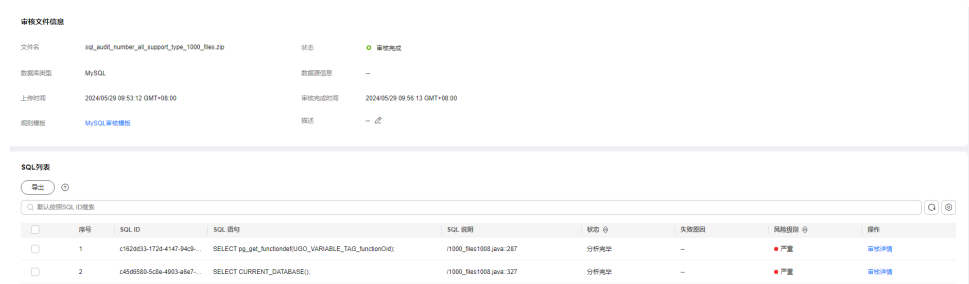 审核文件信息
文件名 sql_audit_number_all_support_type_1000_files.zip 状态 审核完成
数据库类型 MySQL 数据源信息 --
上传时间 2024/05/29 09:53:12 GMT+08:00 审核完成时间 2024/05/29 09:56:13 GMT+08:00
规则模板 MySQL审核模板 描述 --
SQL列表
导出
默认按照SQL ID搜索
序号 SQL ID SQL 语句 SQL 说明 状态 失败原因 风险级别 操作
1 c162dd33-172d-4147-94c9-... SELECT pg_get_functiondef(UGO_VARIABLE_TAG_functionOid); /1000_files1008.java:287 分析完毕 -- 严重 审核详情
2 c45d6580-5c8e-4903-a6e7-... SELECT CURRENT_DATABASE(); /1000_files1008.java:327 分析完毕 -- 严重 审核详情